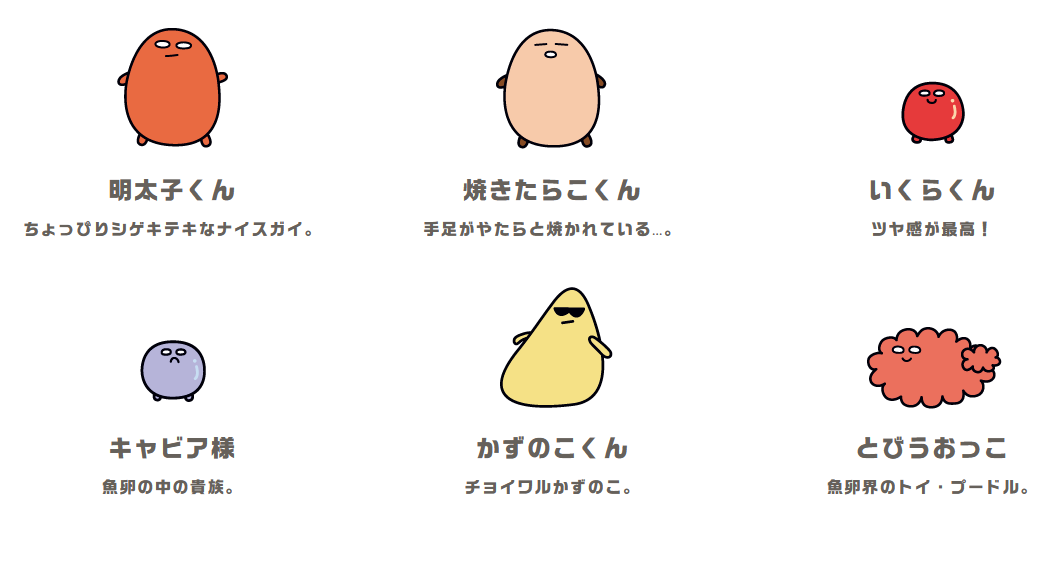 明太子くん
ちょっぴりシゲキテキなナイスガイ。
焼きたらこくん
手足がやたらと焼かれている…。
いくらくん
ツヤ感が最高！
キャビア様
魚卵の中の貴族。
かずのこくん
チョイワルかずのこ。
とびうおっこ
魚卵界のトイ・プードル。